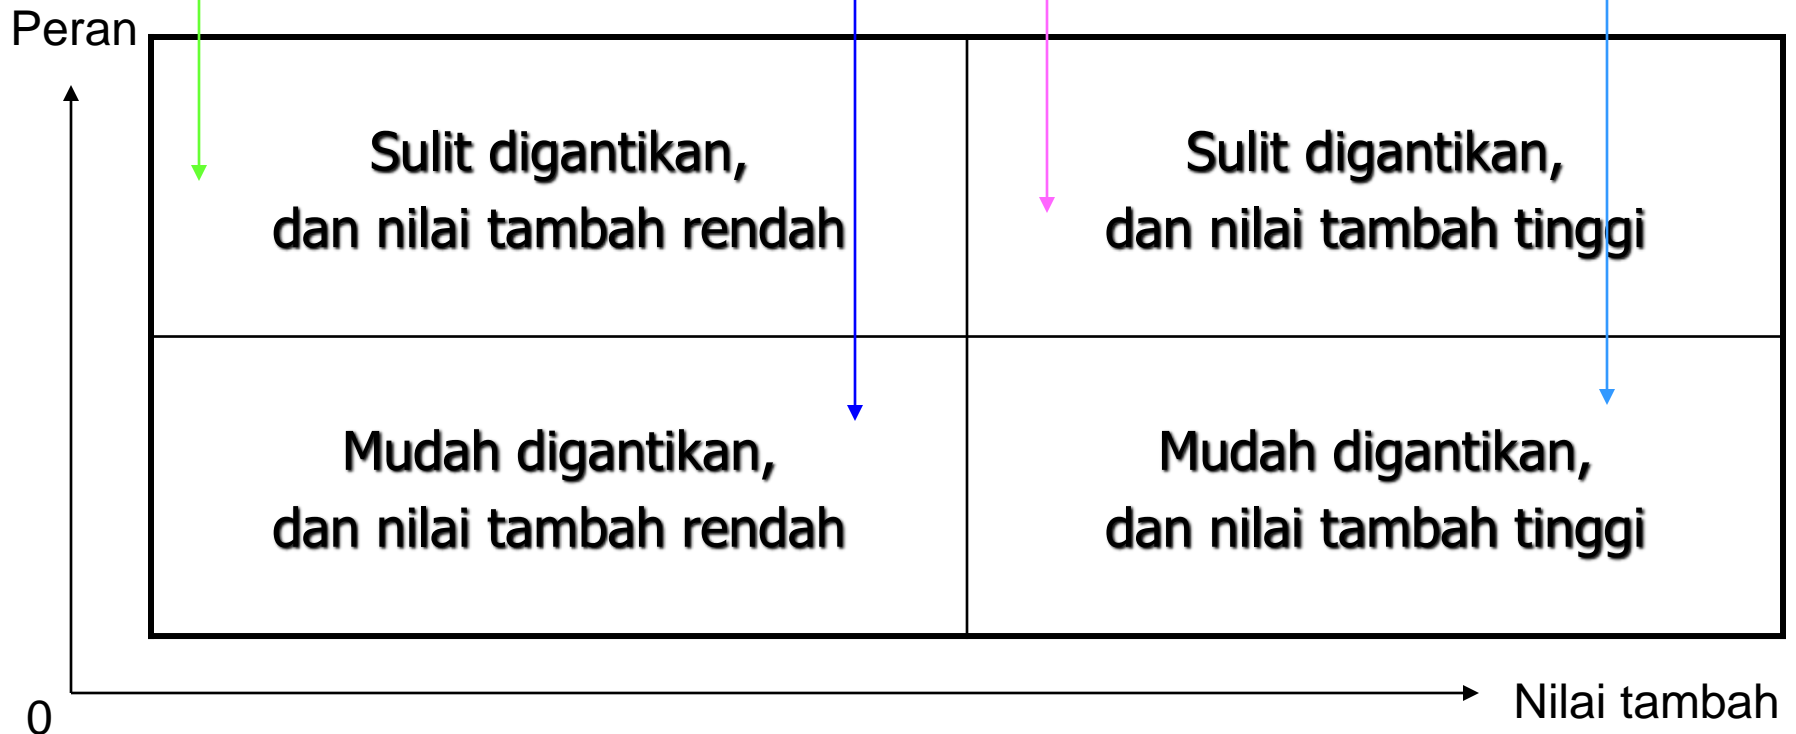 Peran
Sulit digantikan,
dan nilai tambah rendah
Sulit digantikan,
dan nilai tambah tinggi
Mudah digantikan,
dan nilai tambah rendah
Mudah digantikan,
dan nilai tambah tinggi
0
Nilai tambah